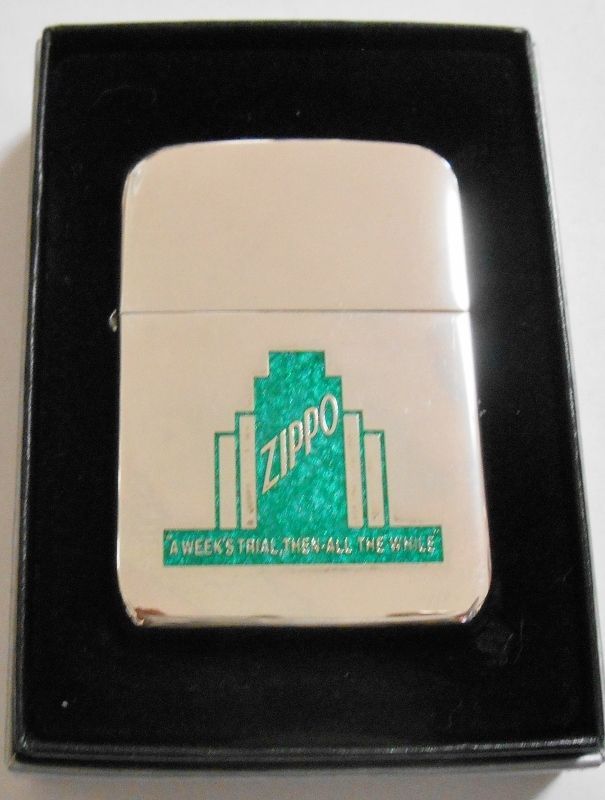 ZIPPO
"A WEEK'S TRIAL, THEN-ALL THE WHILE"